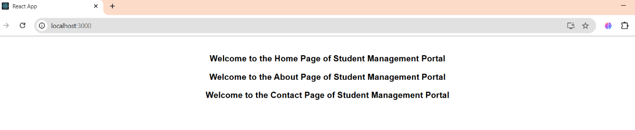 React App
localhost:3000
Welcome to the Home Page of Student Management Portal
Welcome to the About Page of Student Management Portal
Welcome to the Contact Page of Student Management Portal